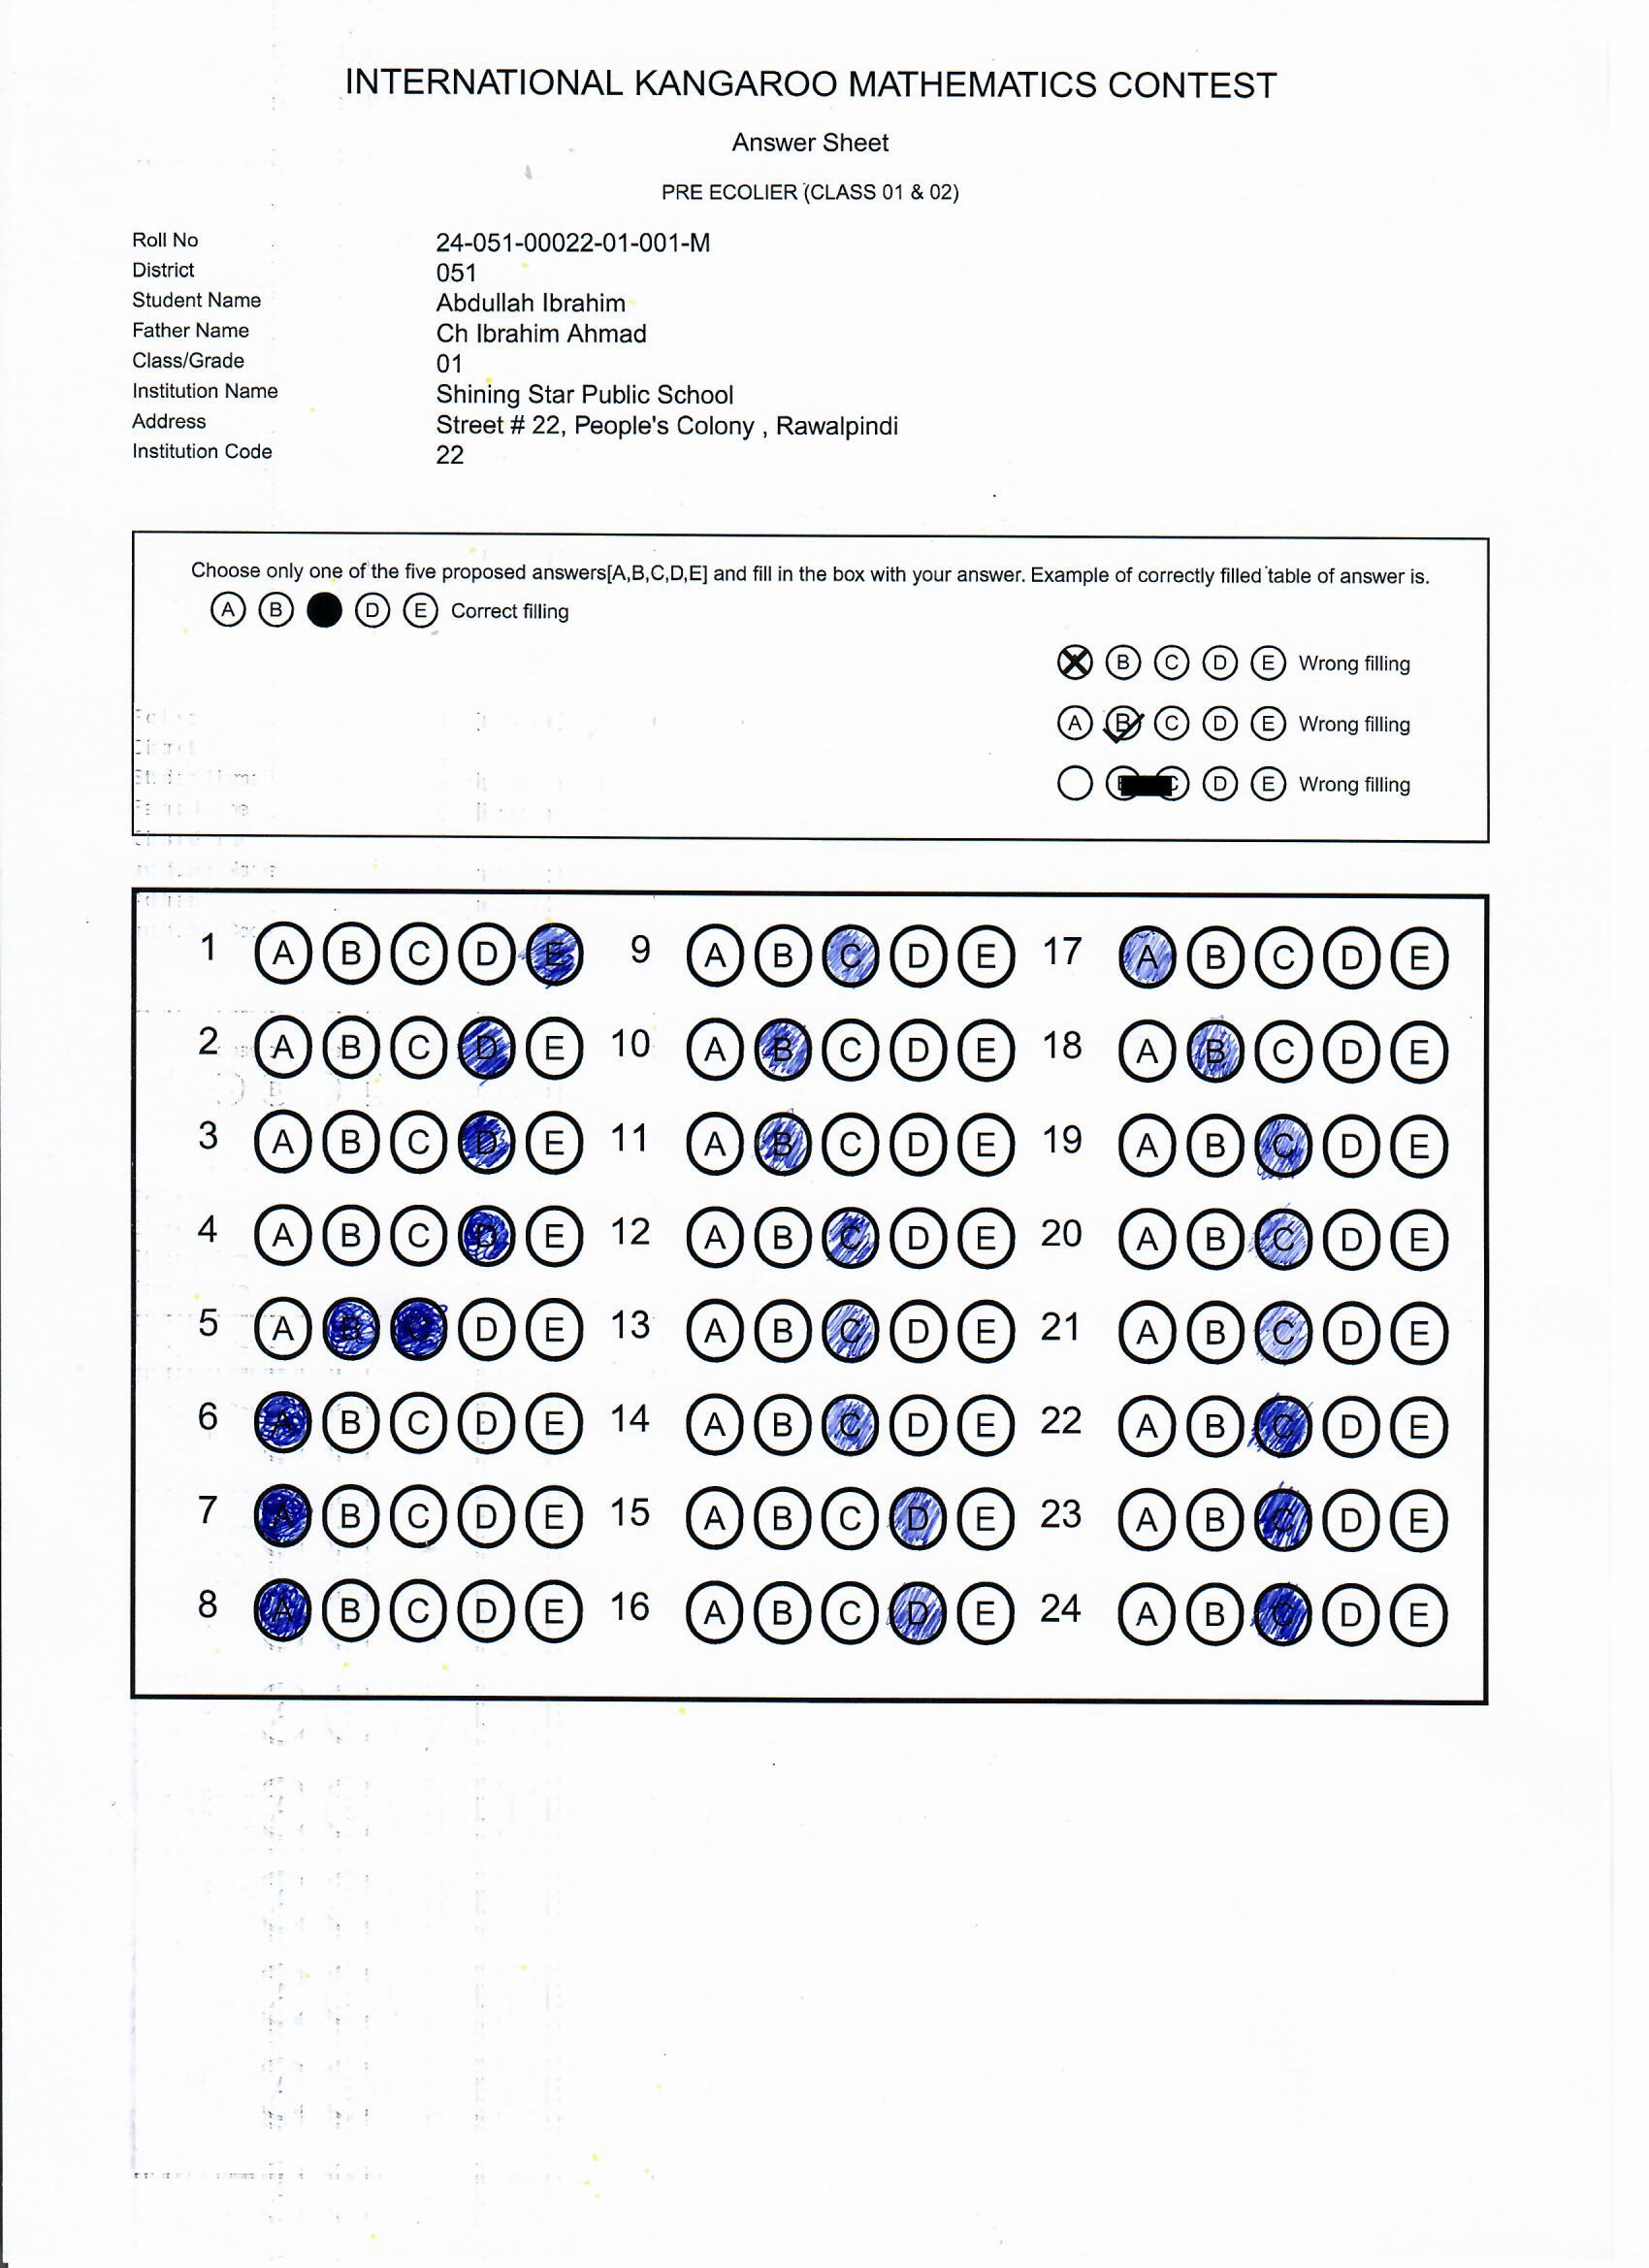 INTERNATIONAL KANGAROO MATHEMATICS CONTEST
Answer Sheet
PRE ECOLIER (CLASS 01 & 02)
Roll No 24-051-00022-01-001-M
District 051
Student Name Abdullah Ibrahim
Father Name Ch Ibrahim Ahmad
Class/Grade 01
Institution Name Shining Star Public School
Address Street # 22, People's Colony , Rawalpindi
Institution Code 22
Choose only one of the five proposed answers[A,B,C,D,E] and fill in the box with your answer. Example of correctly filled table of answer is.
A B D E Correct filling
B C D E Wrong filling
A B C D E Wrong filling
D E Wrong filling
1 A B C D E 9 A B C D E 17 A B C D E
2 A B C D E 10 A B C D E 18 A B C D E
3 A B C D E 11 A B C D E 19 A B C D E
4 A B C D E 12 A B C D E 20 A B C D E
5 A B C D E 13 A B C D E 21 A B C D E
6 A B C D E 14 A B C D E 22 A B C D E
7 A B C D E 15 A B C D E 23 A B C D E
8 A B C D E 16 A B C D E 24 A B C D E